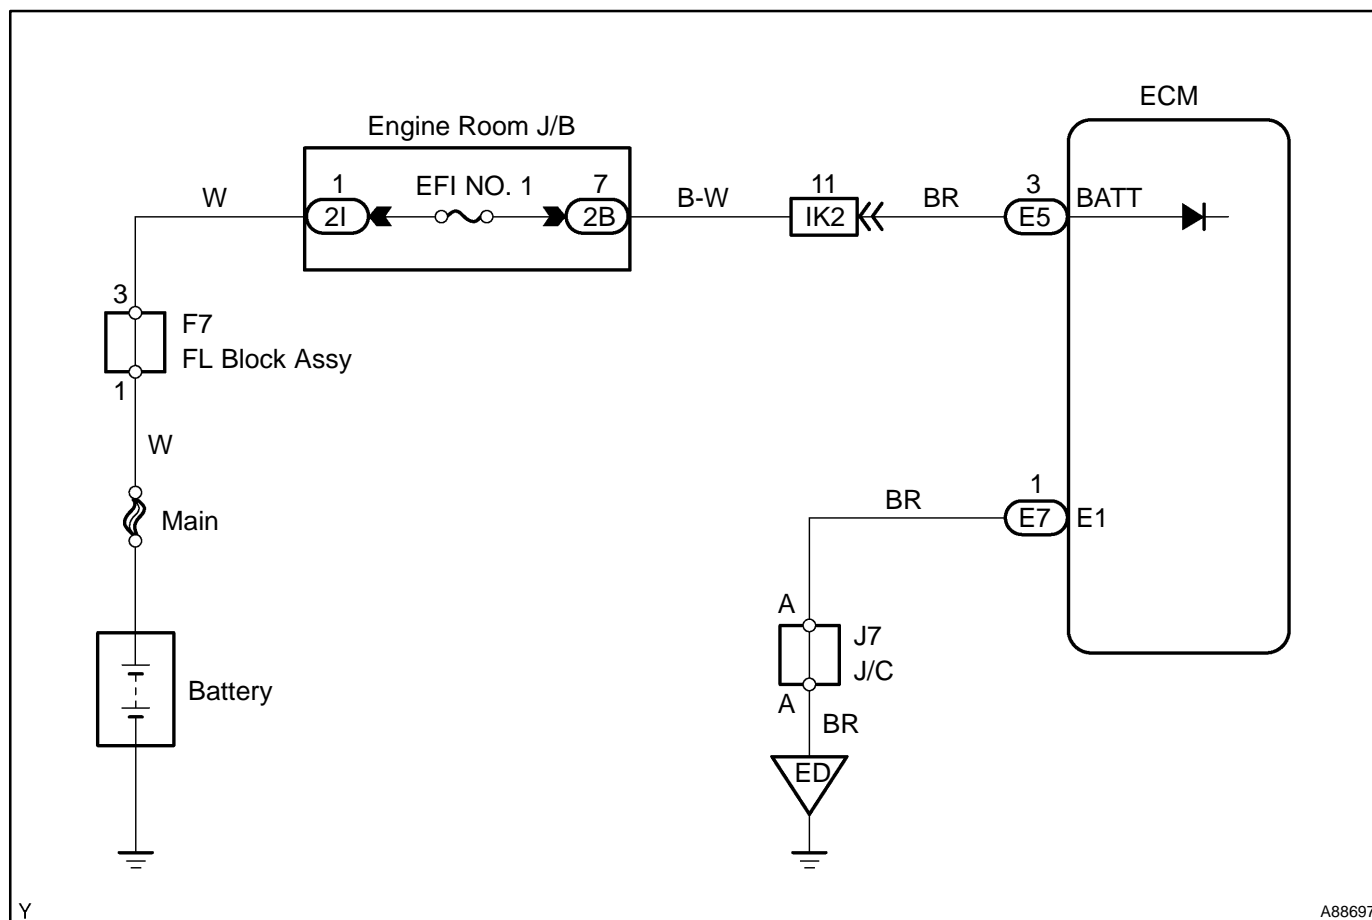 ECM
Engine Room J/B
1
EFI NO. 1
7
11
3
W
2I
2B
B-W
IK2
BR
E5
BATT
3
F7
FL Block Assy
1
W
Main
1
BR
E7
E1
A
J7
J/C
A
BR
Battery
ED
Y
A88697